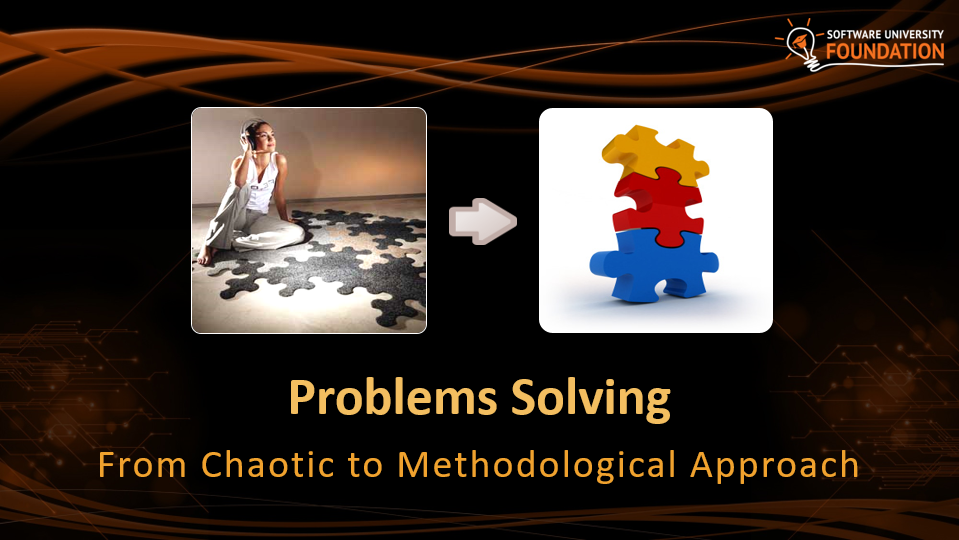 SOFTWARE UNIVERSITY
FOUNDATION
Problems Solving
From Chaotic to Methodological Approach